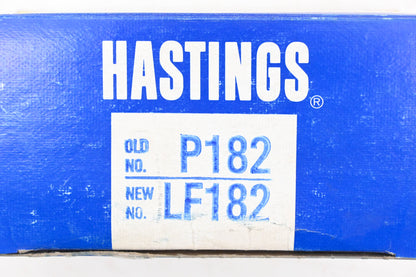 HASTINGS®
OLD NO. P182
NEW NO. LF182